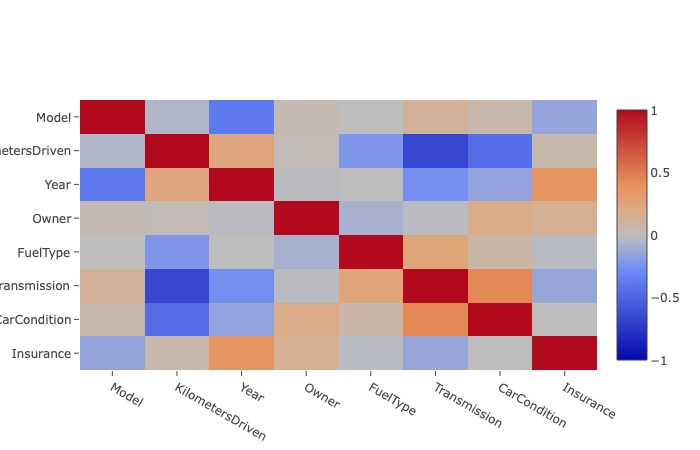 Model
metersDriven
Year
Owner
FuelType
ransmission
CarCondition
Insurance
1
0.5
0
−0.5
−1
Model
KilometersDriven
Year
Owner
FuelType
Transmission
CarCondition
Insurance